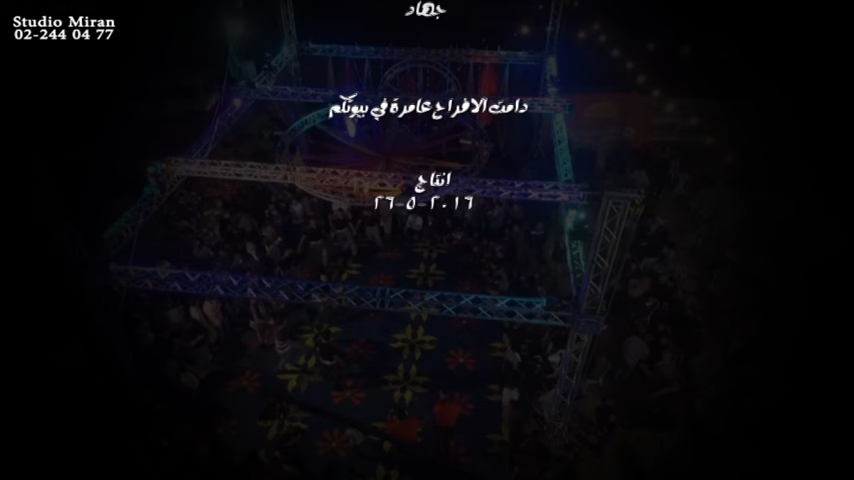 Studio Miran
02-244 04 77
جهاد
دامت الافراح عامرة في بيوتكم
انتاج
٢٦-٥-٢٠١٦